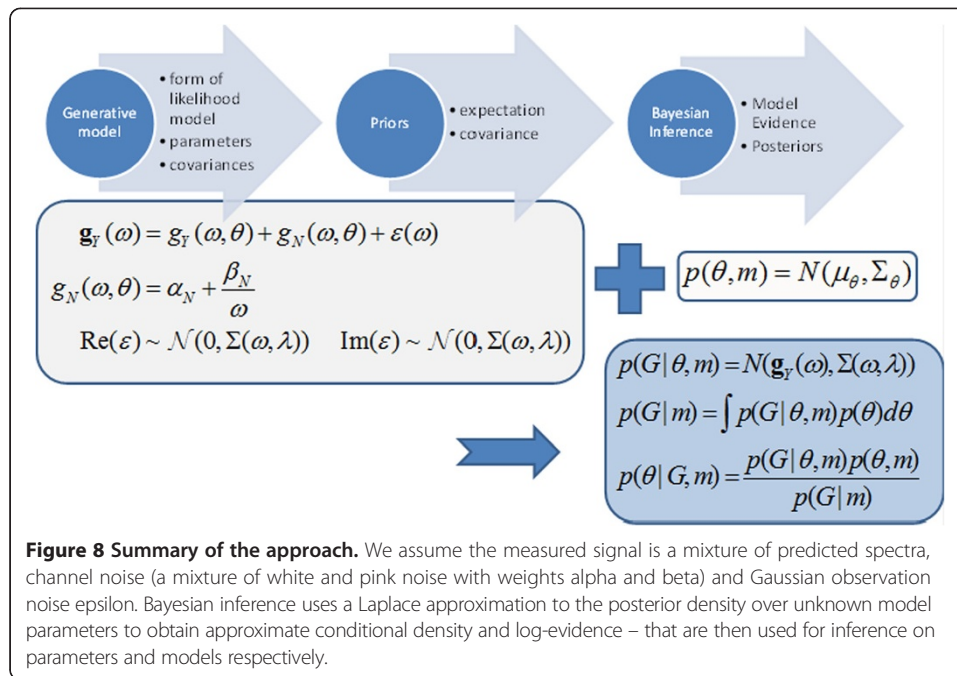 Generative model
• form of likelihood model
• parameters
• covariances
Priors
• expectation
• covariance
Bayesian Inference
• Model Evidence
• Posteriors
𝐠_Y(ω) = g_Y(ω,θ) + g_N(ω,θ) + ε(ω)
g_N(ω,θ) = α_N + β_N/ω
Re(ε) ~ 𝒩(0,Σ(ω,λ)) Im(ε) ~ 𝒩(0,Σ(ω,λ))
p(θ,m) = N(μ_θ,Σ_θ)
p(G|θ,m) = N(𝐠_Y(ω),Σ(ω,λ))
p(G|m) = ∫p(G|θ,m)p(θ)dθ
p(θ|G,m) = p(G|θ,m)p(θ,m)/p(G|m)
Figure 8 Summary of the approach. We assume the measured signal is a mixture of predicted spectra,
channel noise (a mixture of white and pink noise with weights alpha and beta) and Gaussian observation
noise epsilon. Bayesian inference uses a Laplace approximation to the posterior density over unknown model
parameters to obtain approximate conditional density and log-evidence – that are then used for inference on
parameters and models respectively.